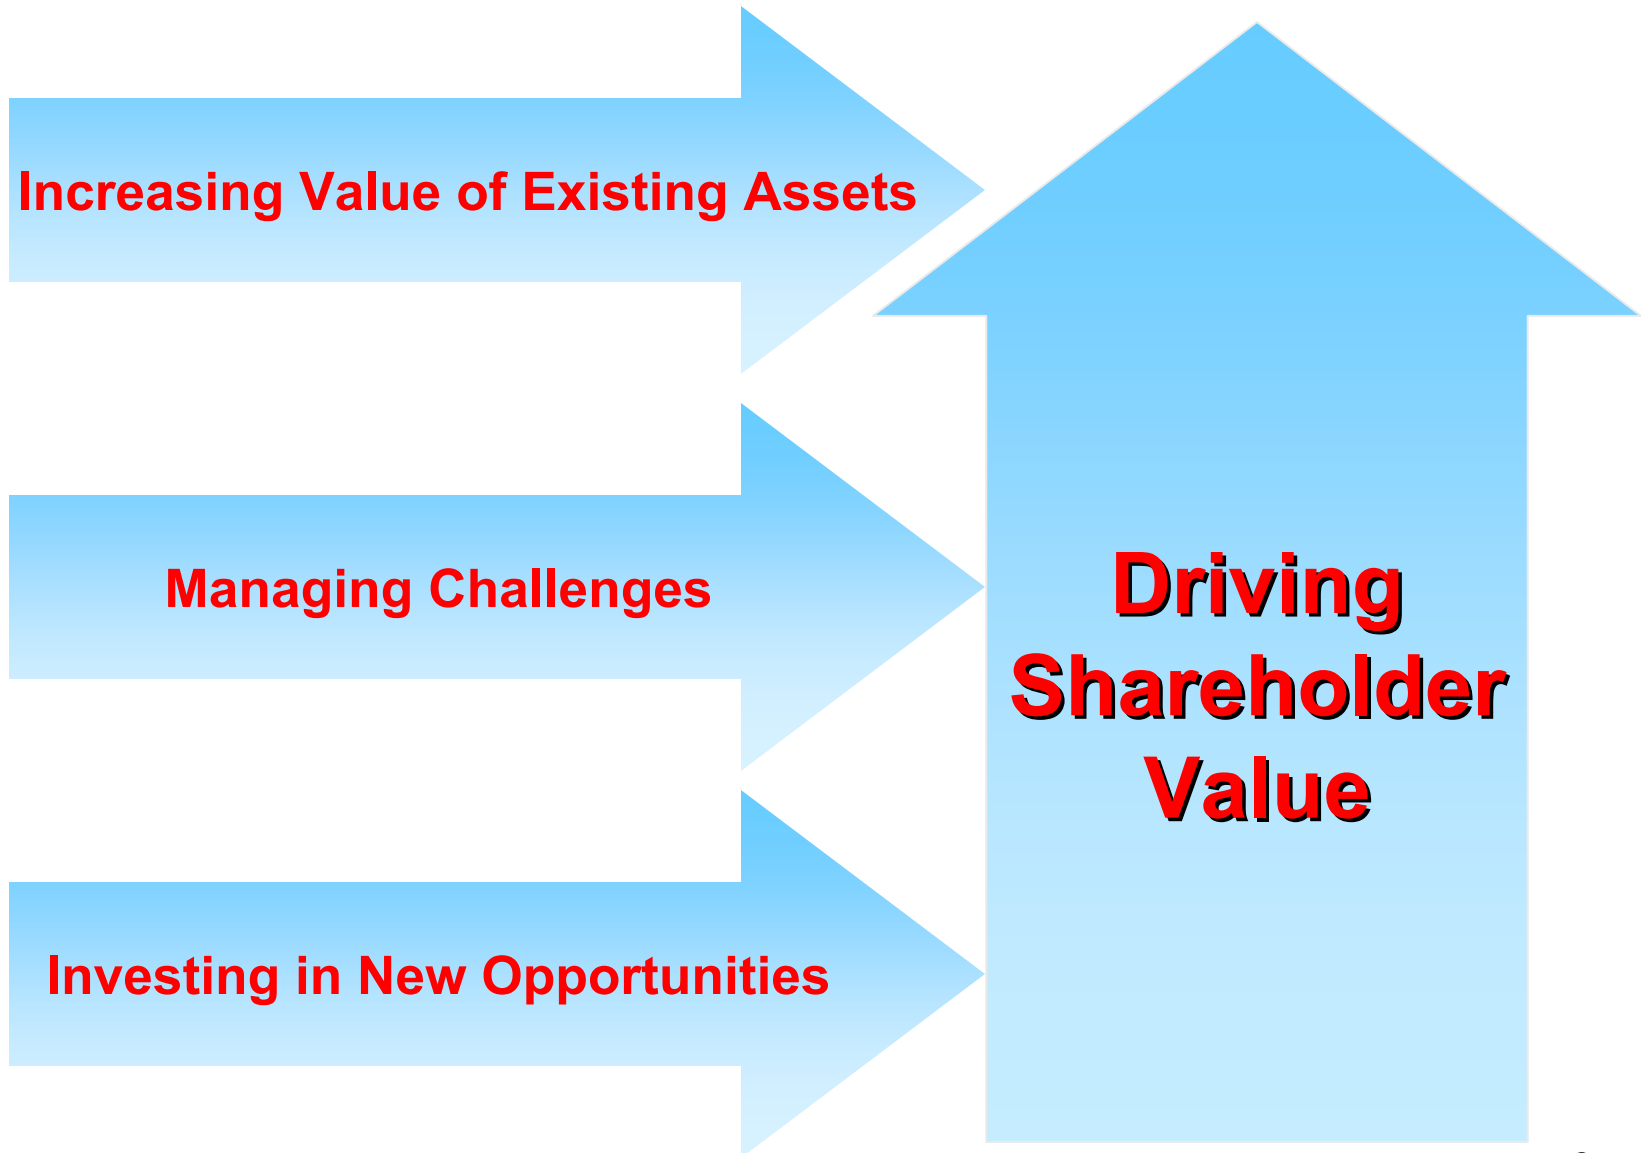 Increasing Value of Existing Assets
Managing Challenges
Investing in New Opportunities
Driving
Shareholder
Value